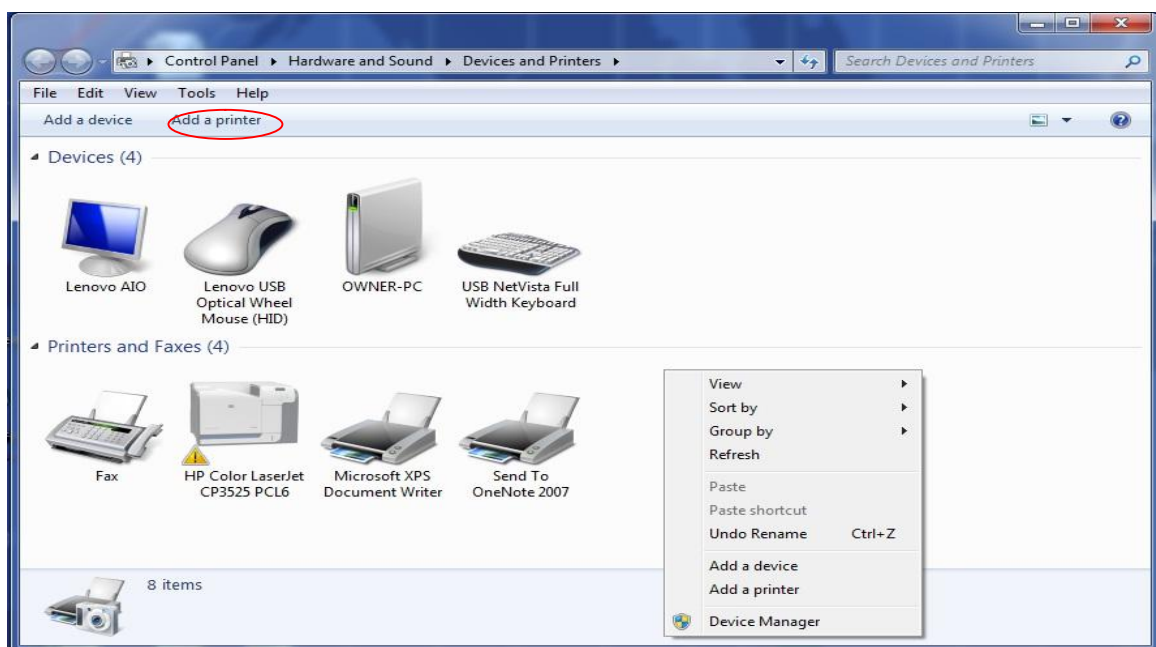 Control Panel ▸ Hardware and Sound ▸ Devices and Printers ▸
Search Devices and Printers
File Edit View Tools Help
Add a device Add a printer
Devices (4)
Lenovo AIO
Lenovo USB
Optical Wheel
Mouse (HID)
OWNER-PC
USB NetVista Full
Width Keyboard
Printers and Faxes (4)
Fax
HP Color LaserJet
CP3525 PCL6
Microsoft XPS
Document Writer
Send To
OneNote 2007
View
Sort by
Group by
Refresh
Paste
Paste shortcut
Undo Rename Ctrl+Z
Add a device
Add a printer
Device Manager
8 items